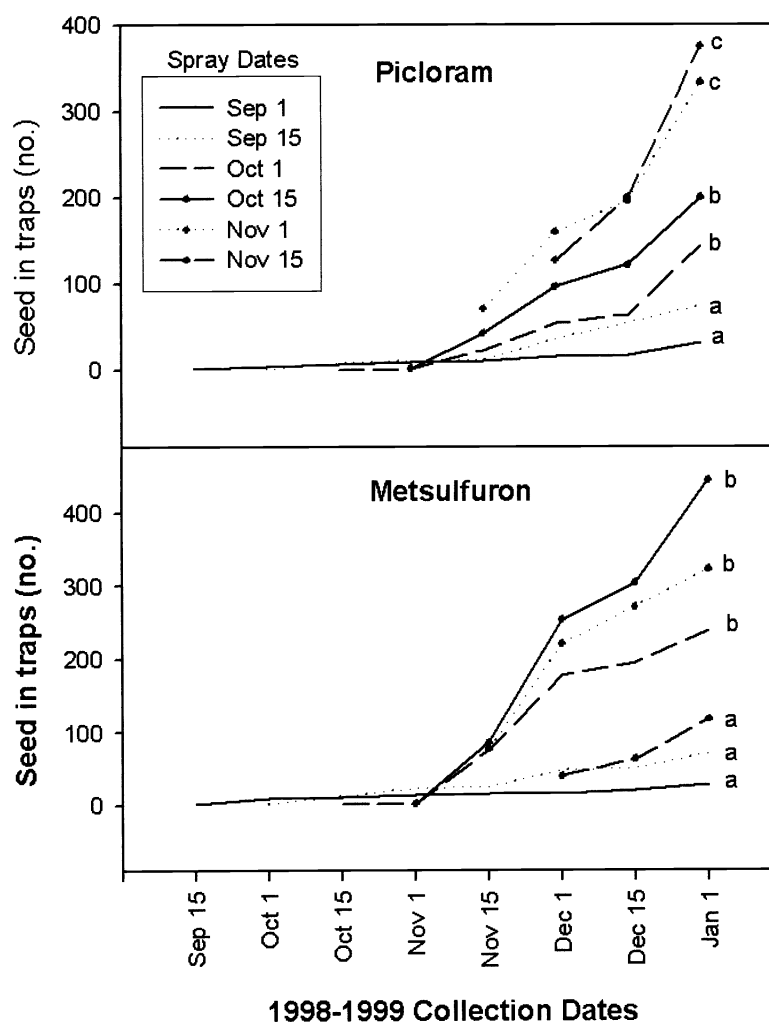 400
Spray Dates
Picloram
c
c
Sep 1
300
Sep 15
Oct 1
Seed in traps (no.)
Oct 15
200
b
Nov 1
b
Nov 15
100
a
a
0
Metsulfuron
b
400
b
300
b
Seed in traps (no.)
200
a
100
a
a
0
Sep 15
Oct 1
Oct 15
Nov 1
Nov 15
Dec 1
Dec 15
Jan 1
1998-1999 Collection Dates